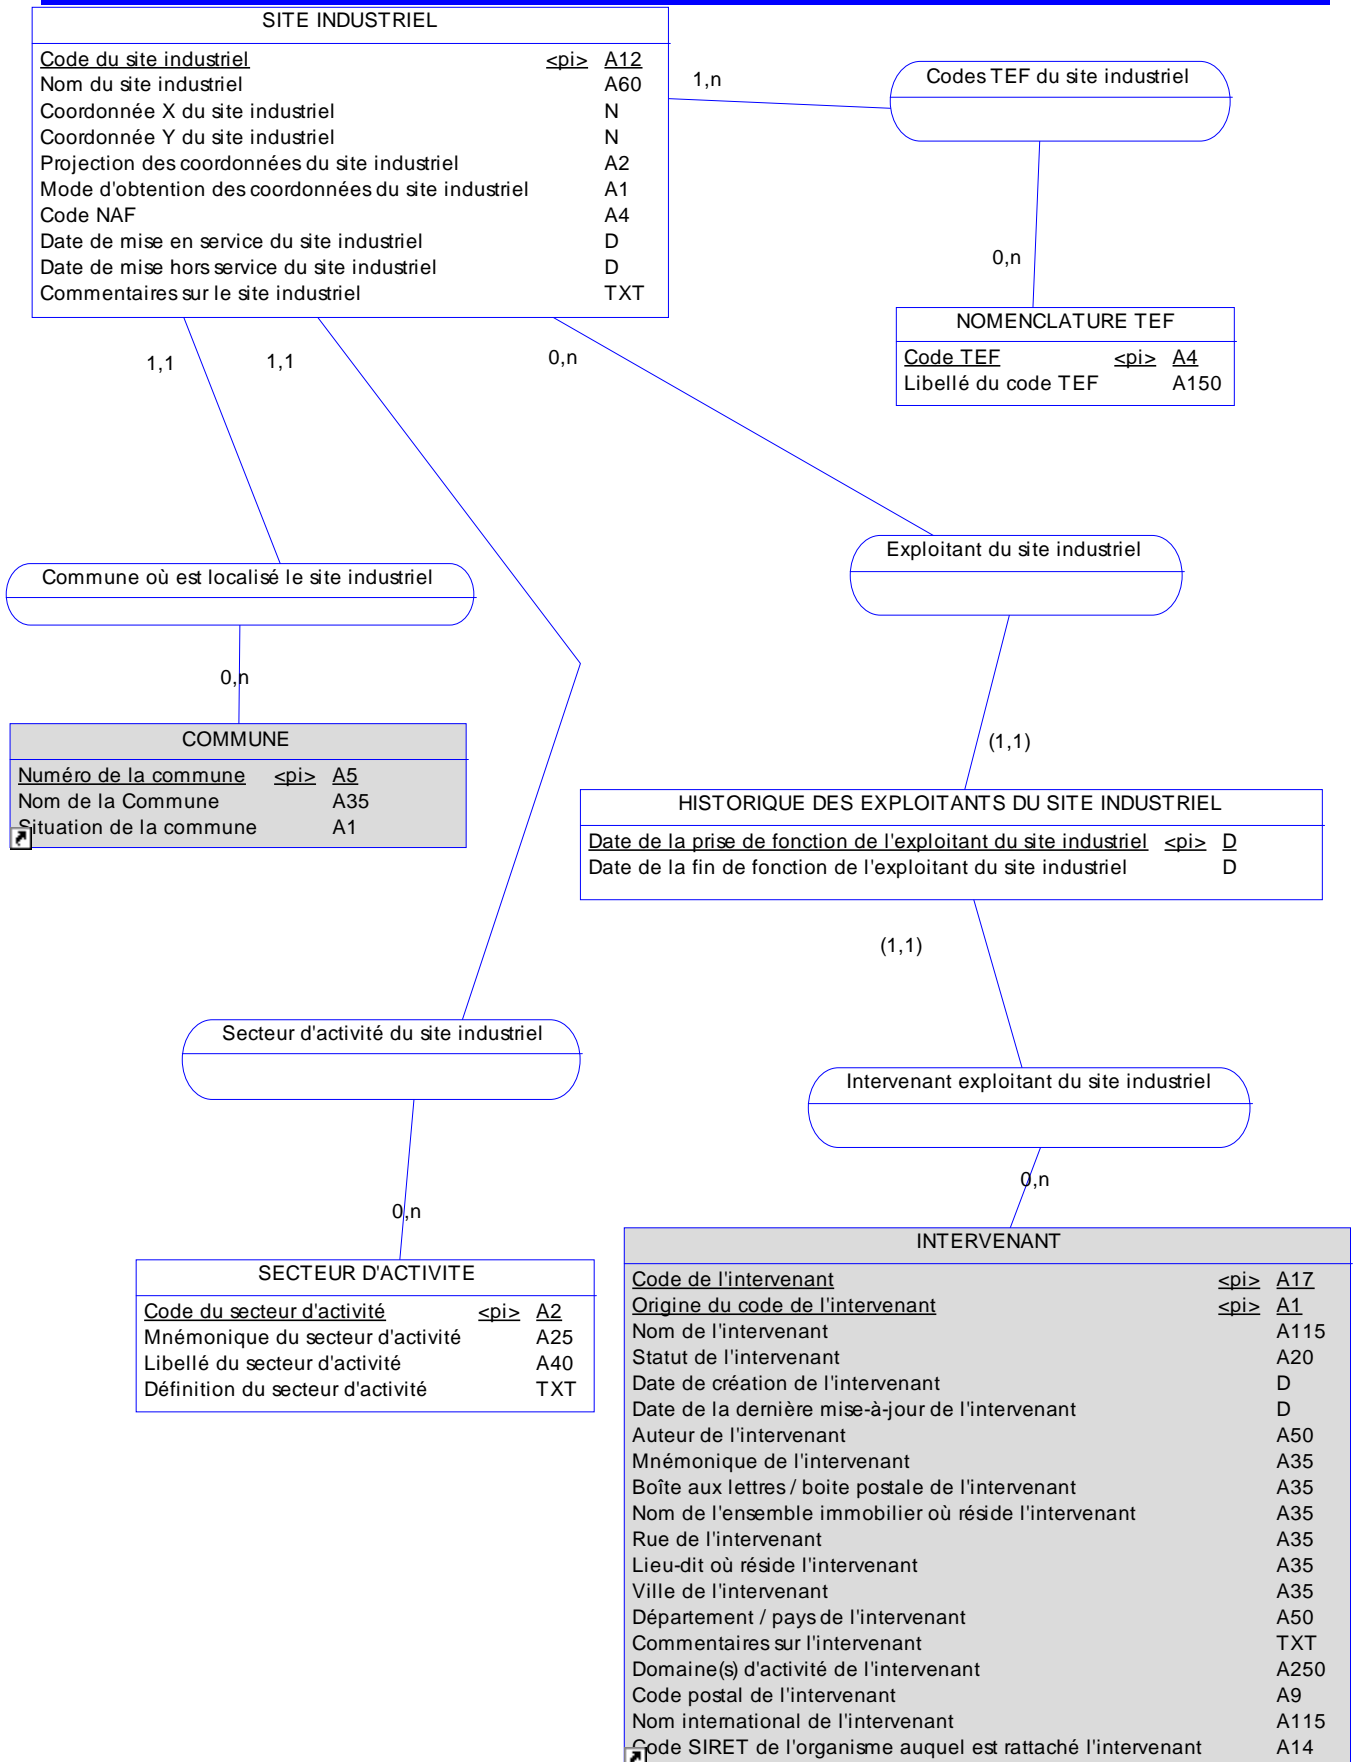 SITE INDUSTRIEL
Code du site industriel <pi> A12
Nom du site industriel A60
Coordonnée X du site industriel N
Coordonnée Y du site industriel N
Projection des coordonnées du site industriel A2
Mode d'obtention des coordonnées du site industriel A1
Code NAF A4
Date de mise en service du site industriel D
Date de mise hors service du site industriel D
Commentaires sur le site industriel TXT
1,n
Codes TEF du site industriel
0,n
NOMENCLATURE TEF
Code TEF <pi> A4
Libellé du code TEF A150
1,1
1,1
0,n
Exploitant du site industriel
Commune où est localisé le site industriel
0,n
COMMUNE
Numéro de la commune <pi> A5
Nom de la Commune A35
Situation de la commune A1
(1,1)
HISTORIQUE DES EXPLOITANTS DU SITE INDUSTRIEL
Date de la prise de fonction de l'exploitant du site industriel <pi> D
Date de la fin de fonction de l'exploitant du site industriel D
(1,1)
Secteur d'activité du site industriel
Intervenant exploitant du site industriel
0,n
0,n
SECTEUR D'ACTIVITE
Code du secteur d'activité <pi> A2
Mnémonique du secteur d'activité A25
Libellé du secteur d'activité A40
Définition du secteur d'activité TXT
INTERVENANT
Code de l'intervenant <pi> A17
Origine du code de l'intervenant <pi> A1
Nom de l'intervenant A115
Statut de l'intervenant A20
Date de création de l'intervenant D
Date de la dernière mise-à-jour de l'intervenant D
Auteur de l'intervenant A50
Mnémonique de l'intervenant A35
Boîte aux lettres / boite postale de l'intervenant A35
Nom de l'ensemble immobilier où réside l'intervenant A35
Rue de l'intervenant A35
Lieu-dit où réside l'intervenant A35
Ville de l'intervenant A35
Département / pays de l'intervenant A50
Commentaires sur l'intervenant TXT
Domaine(s) d'activité de l'intervenant A250
Code postal de l'intervenant A9
Nom international de l'intervenant A115
Code SIRET de l'organisme auquel est rattaché l'intervenant A14